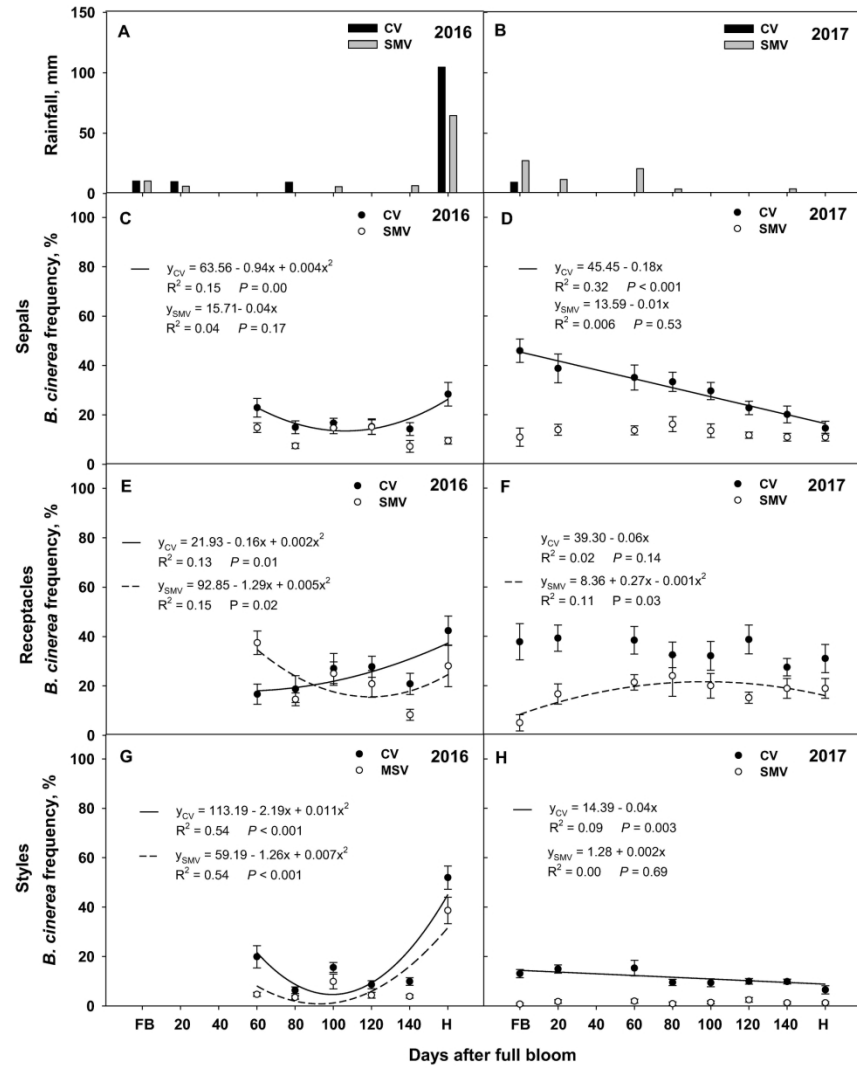 A
CV
SMV
2016
B
CV
SMV
2017
150
100
50
0
Rainfall, mm
C
CV
SMV
2016
y_CV = 63.56 - 0.94x + 0.004x²
R² = 0.15 P = 0.00
y_SMV = 15.71- 0.04x
R² = 0.04 P = 0.17
D
CV
SMV
2017
y_CV = 45.45 - 0.18x
R² = 0.32 P < 0.001
y_SMV = 13.59 - 0.01x
R² = 0.006 P = 0.53
100
80
60
40
20
0
Sepals
B. cinerea frequency, %
E
CV
SMV
2016
y_CV = 21.93 - 0.16x + 0.002x²
R² = 0.13 P = 0.01
y_SMV = 92.85 - 1.29x + 0.005x²
R² = 0.15 P = 0.02
F
CV
SMV
2017
y_CV = 39.30 - 0.06x
R² = 0.02 P = 0.14
y_SMV = 8.36 + 0.27x - 0.001x²
R² = 0.11 P = 0.03
100
80
60
40
20
0
Receptacles
B. cinerea frequency, %
G
CV
MSV
2016
y_CV = 113.19 - 2.19x + 0.011x²
R² = 0.54 P < 0.001
y_SMV = 59.19 - 1.26x + 0.007x²
R² = 0.54 P < 0.001
H
CV
SMV
2017
y_CV = 14.39 - 0.04x
R² = 0.09 P = 0.003
y_SMV = 1.28 + 0.002x
R² = 0.00 P = 0.69
100
80
60
40
20
0
Styles
B. cinerea frequency, %
FB 20 40 60 80 100 120 140 H
FB 20 40 60 80 100 120 140 H
Days after full bloom